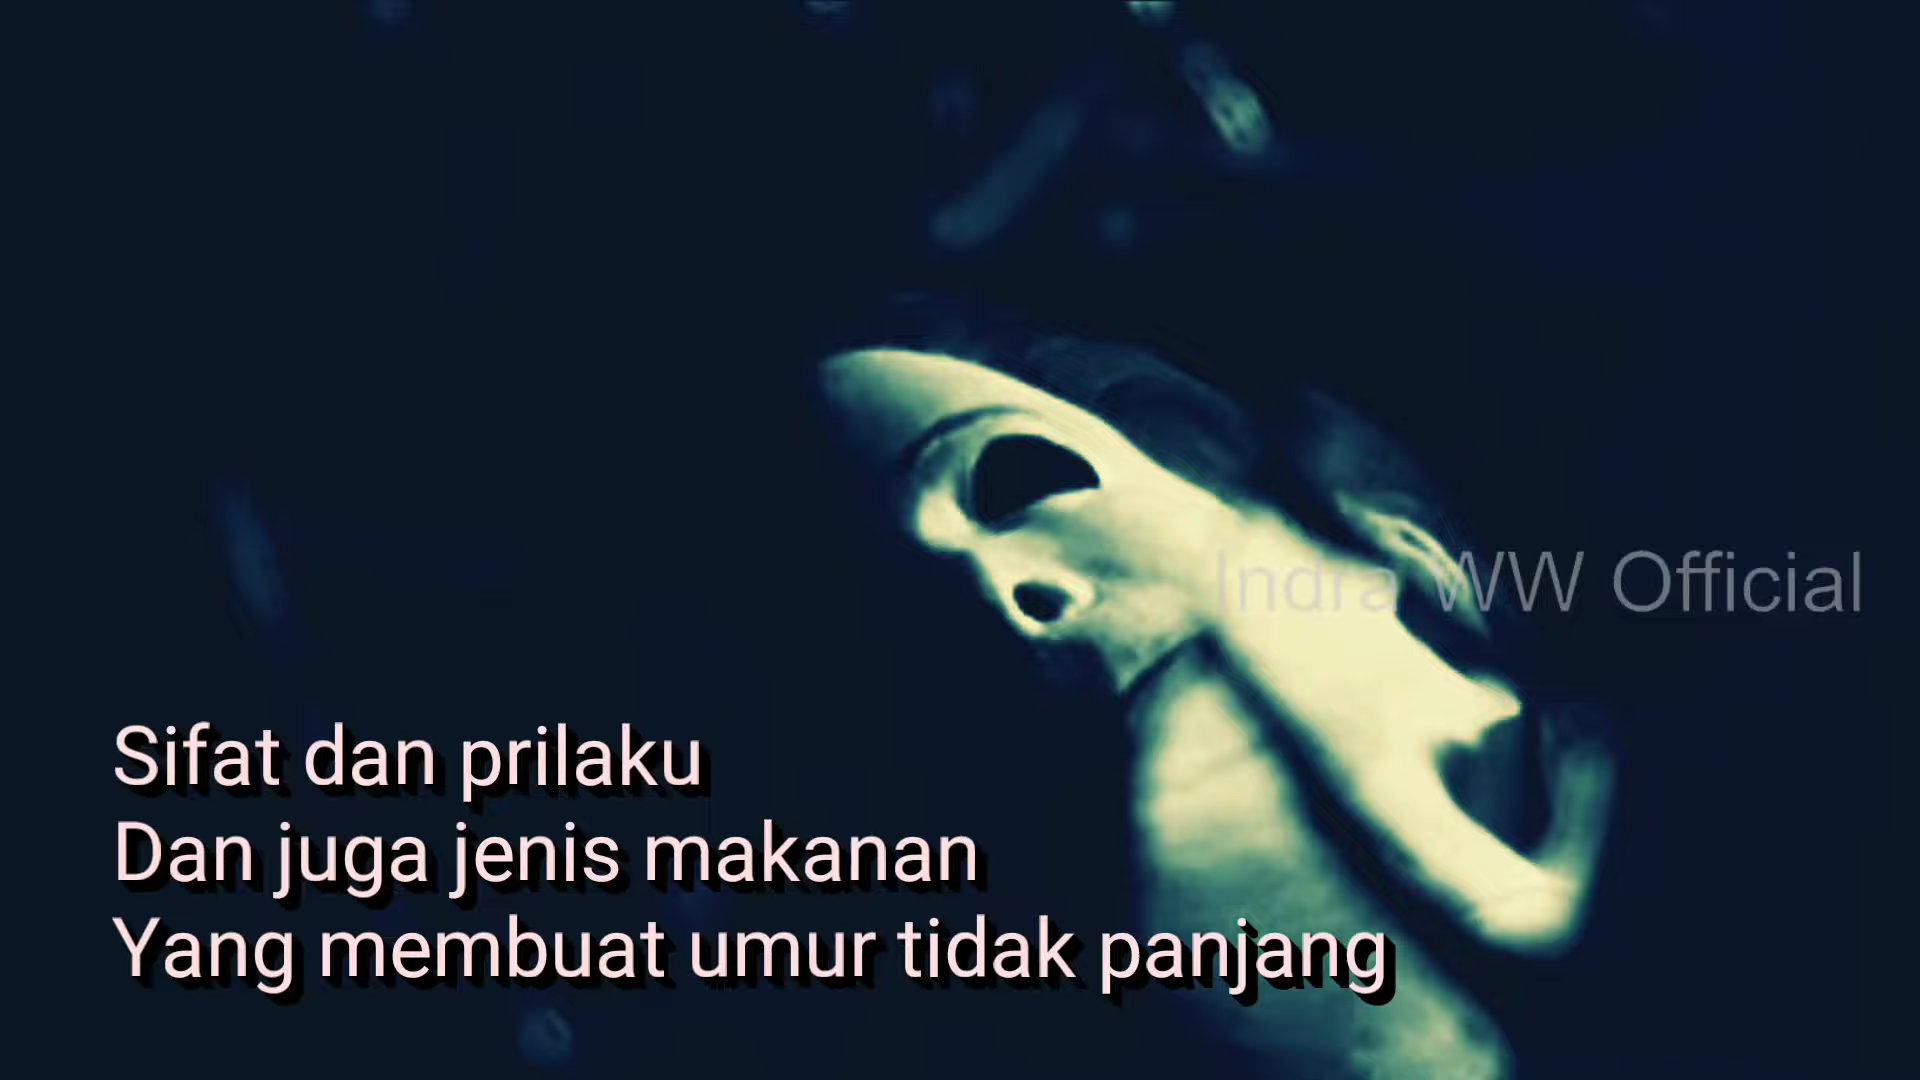 Indra WW Official
Sifat dan prilaku
Dan juga jenis makanan
Yang membuat umur tidak panjang